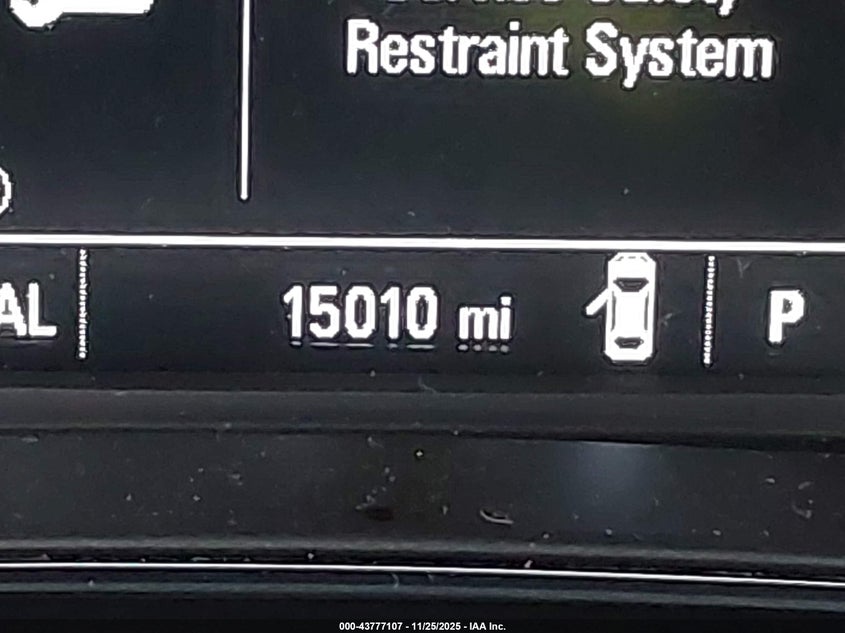 Restraint System
AL
15010 mi
P
000-43777107 - 11/25/2025 - IAA Inc.